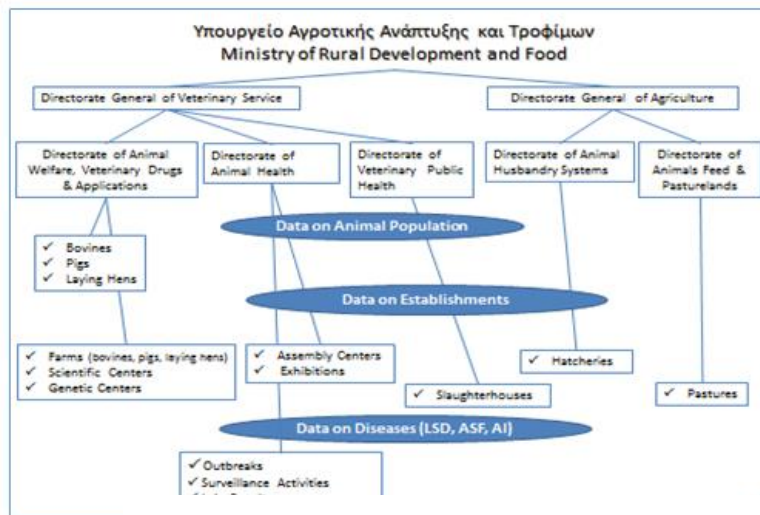 Υπουργείο Αγροτικής Ανάπτυξης και Τροφίμων
Ministry of Rural Development and Food
Directorate General of Veterinary Service
Directorate General of Agriculture
Directorate of Animal
Welfare, Veterinary Drugs
& Applications
Directorate of
Animal Health
Directorate of
Veterinary Public
Health
Directorate of Animal
Husbandry Systems
Directorate of
Animals Feed &
Pasturelands
Data on Animal Population
✓ Bovines
✓ Pigs
✓ Laying Hens
Data on Establishments
✓ Farms (bovines, pigs, laying hens)
✓ Scientific Centers
✓ Genetic Centers
✓ Assembly Centers
✓ Exhibitions
✓ Hatcheries
✓ Slaughterhouses
✓ Pastures
Data on Diseases (LSD, ASF, AI)
✓ Outbreaks
✓ Surveillance Activities